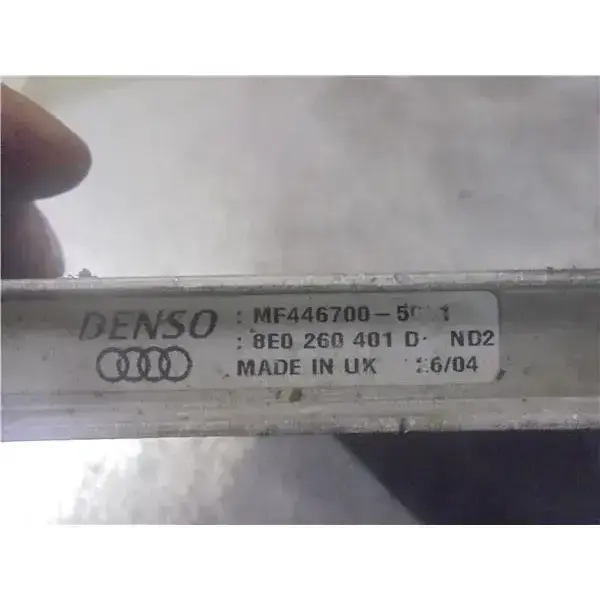 DENSO : MF446700-
: 8E0 260 401 D ND2
MADE IN UK